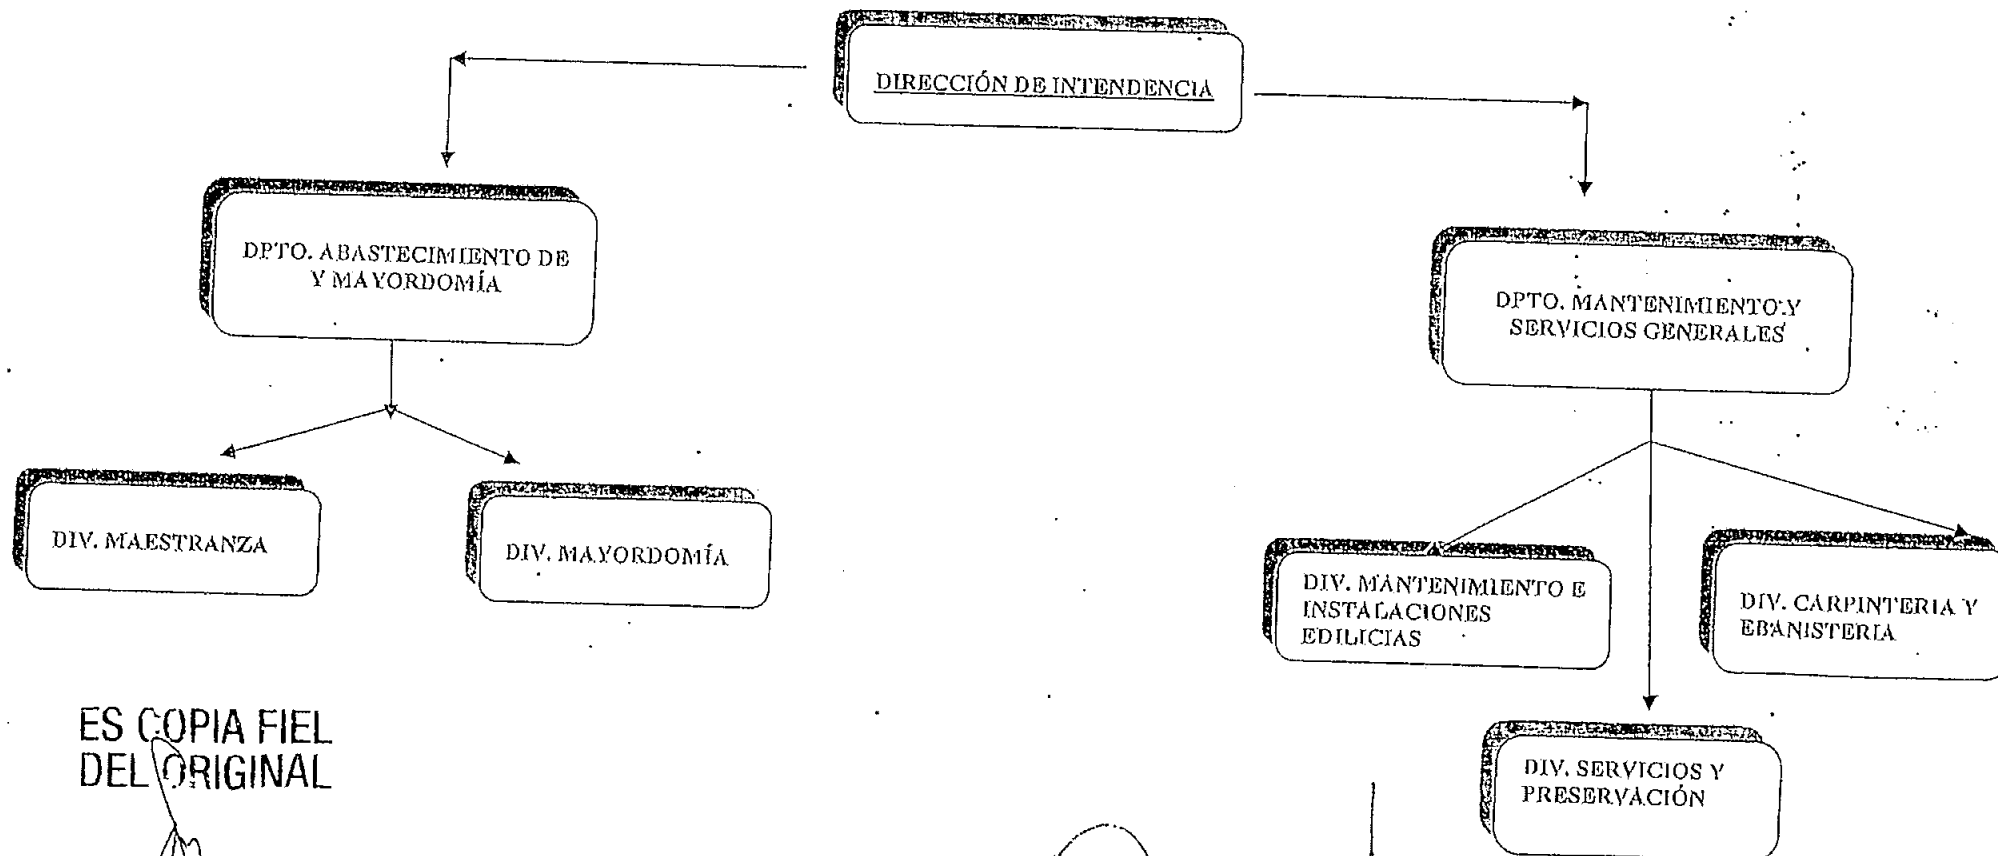 DIRECCIÓN DE INTENDENCIA
DPTO. ABASTECIMIENTO DE
Y MAYORDOMÍA
DPTO. MANTENIMIENTO Y
SERVICIOS GENERALES
DIV. MAESTRANZA
DIV. MAYORDOMÍA
DIV. MANTENIMIENTO E
INSTALACIONES
EDILICIAS
DIV. CARPINTERIA Y
EBANISTERIA
DIV. SERVICIOS Y
PRESERVACIÓN
ES COPIA FIEL
DEL ORIGINAL